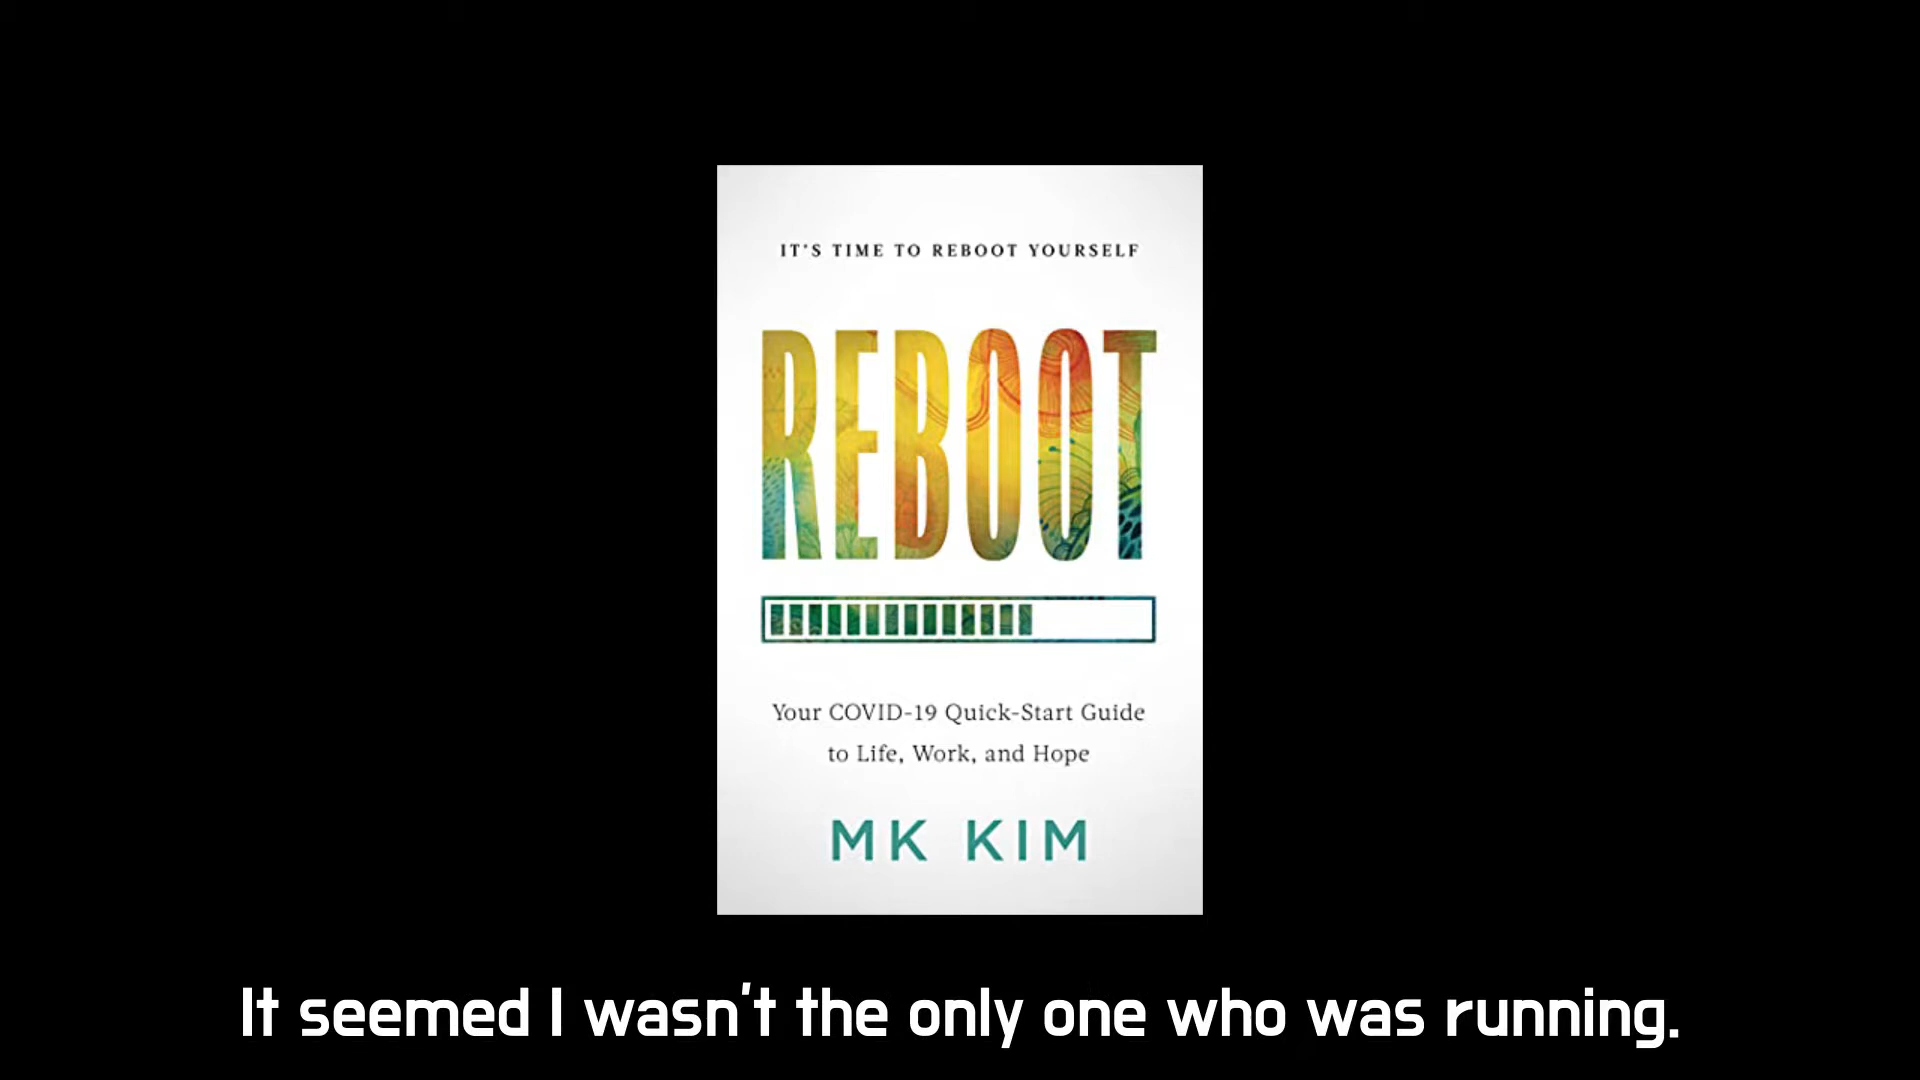 IT'S TIME TO REBOOT YOURSELF
REBOOT
Your COVID-19 Quick-Start Guide
to Life, Work, and Hope
MK KIM
It seemed I wasn't the only one who was running.